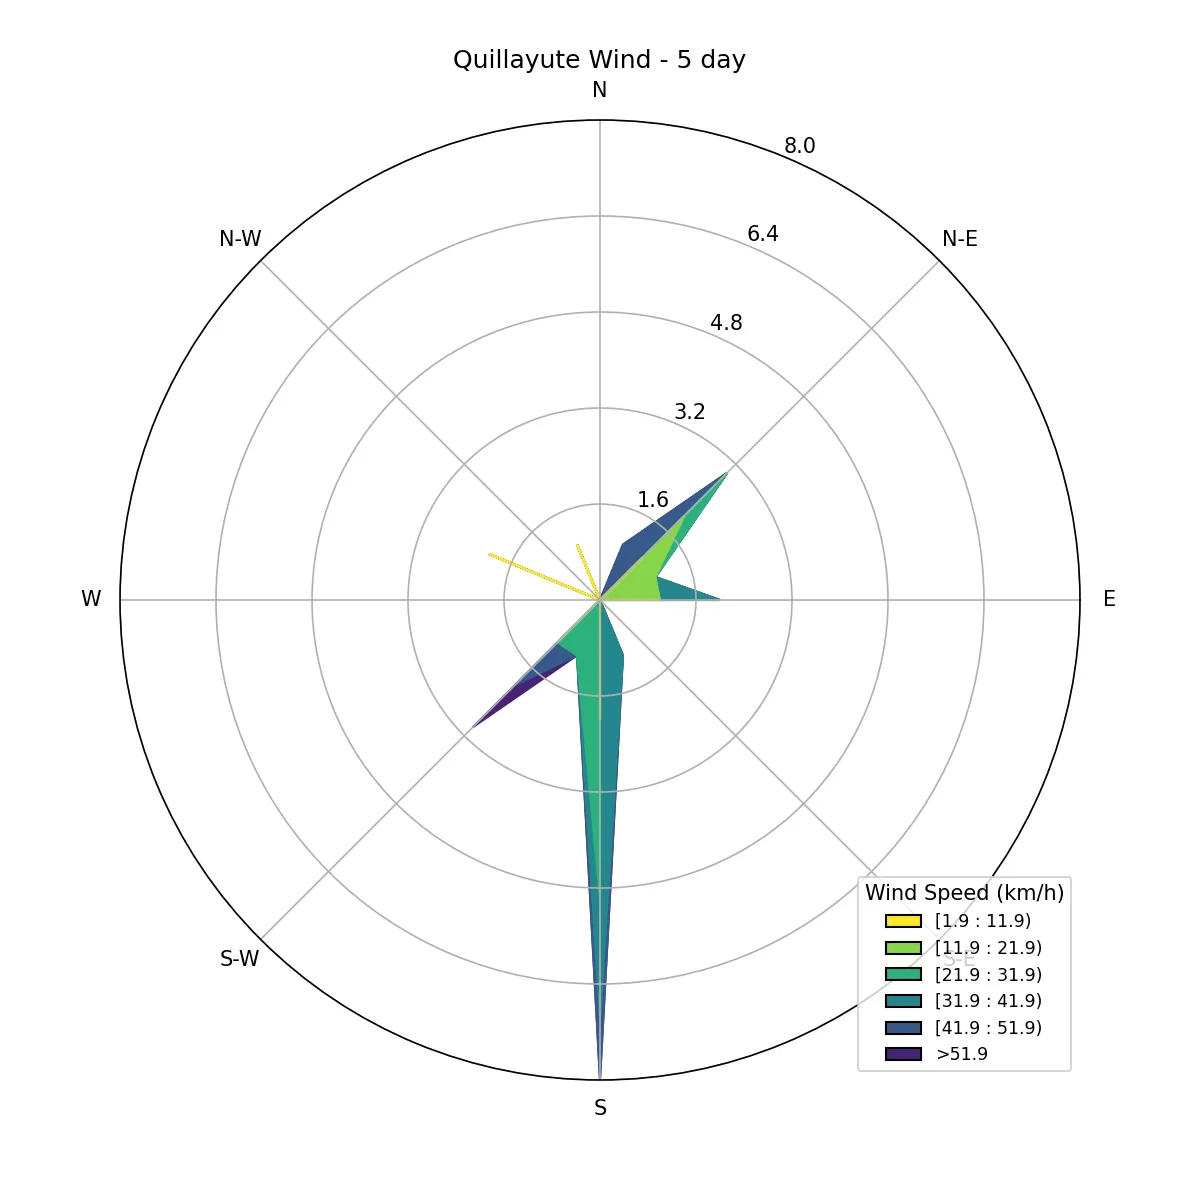 Quillayute Wind - 5 day
N
8.0
N-W
6.4
N-E
4.8
3.2
1.6
W
E
S-W
S-E
S
Wind Speed (km/h)
[1.9 : 11.9)
[11.9 : 21.9)
[21.9 : 31.9)
[31.9 : 41.9)
[41.9 : 51.9)
>51.9